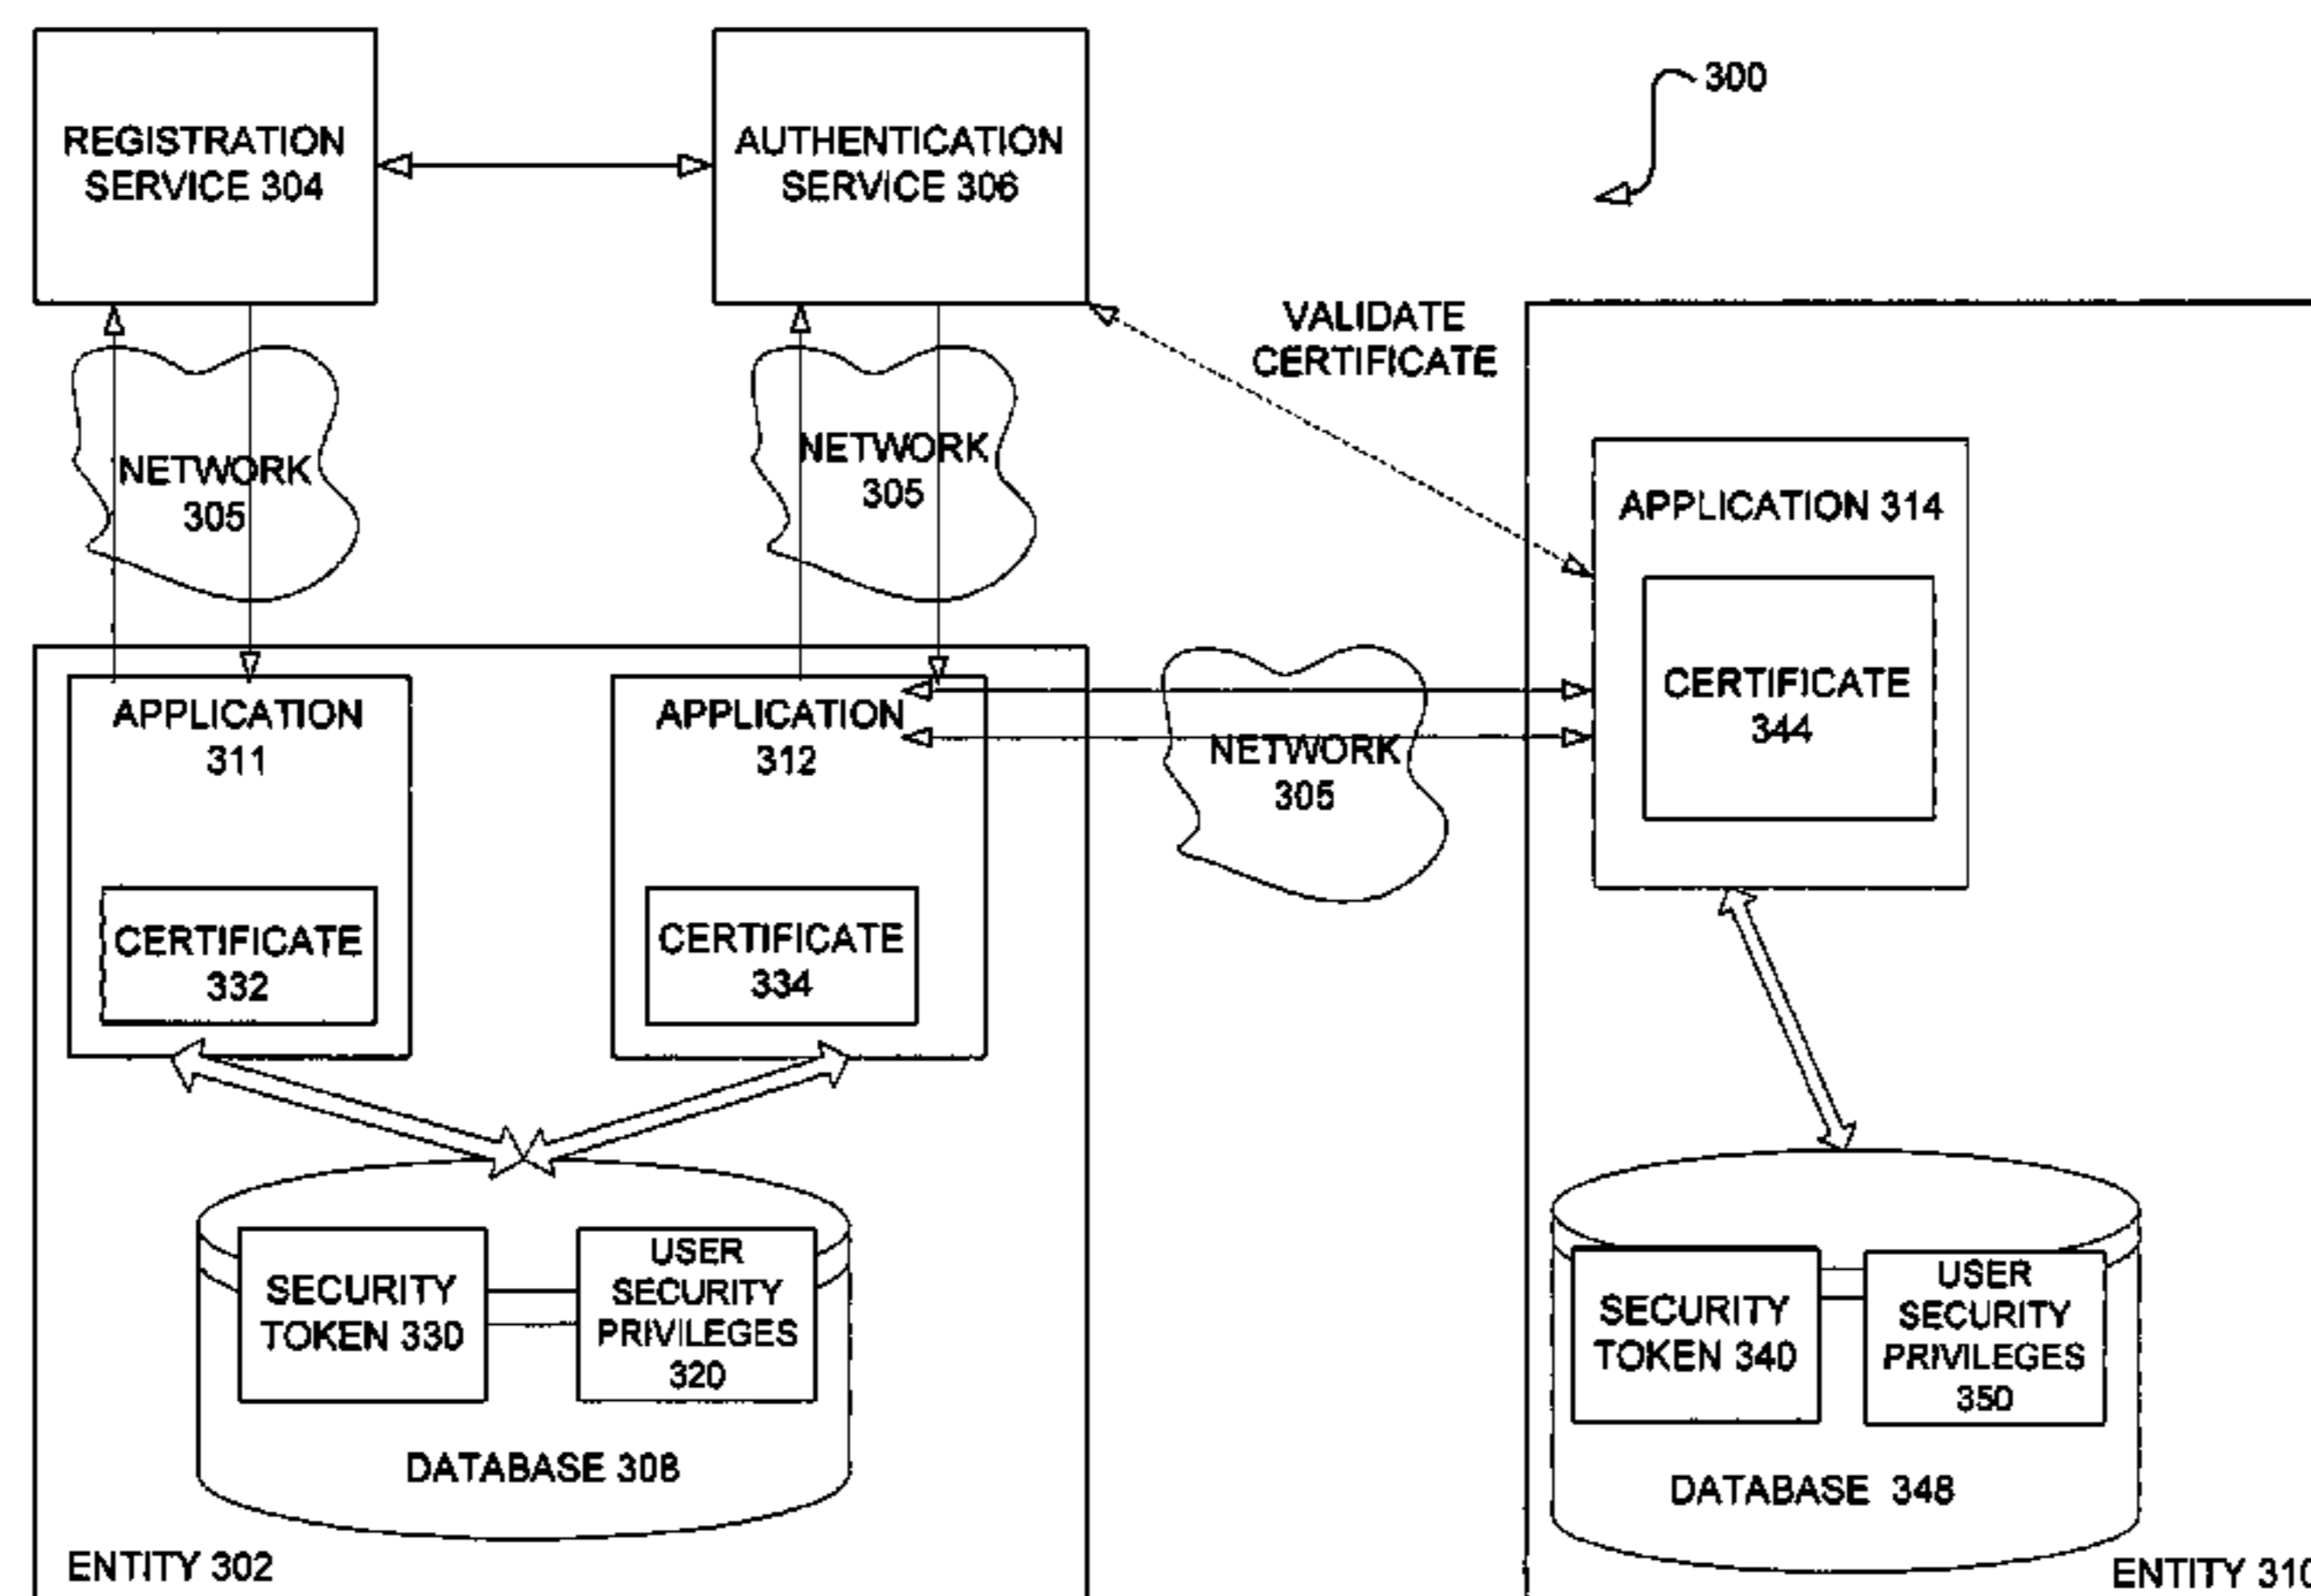 300
REGISTRATION
SERVICE 304
AUTHENTICATION
SERVICE 306
VALIDATE
CERTIFICATE
NETWORK
305
NETWORK
305
APPLICATION 314
CERTIFICATE
344
APPLICATION
311
APPLICATION
312
NETWORK
305
CERTIFICATE
332
CERTIFICATE
334
SECURITY
TOKEN 330
USER
SECURITY
PRIVILEGES
320
DATABASE 308
SECURITY
TOKEN 340
USER
SECURITY
PRIVILEGES
350
DATABASE 348
ENTITY 302
ENTITY 310